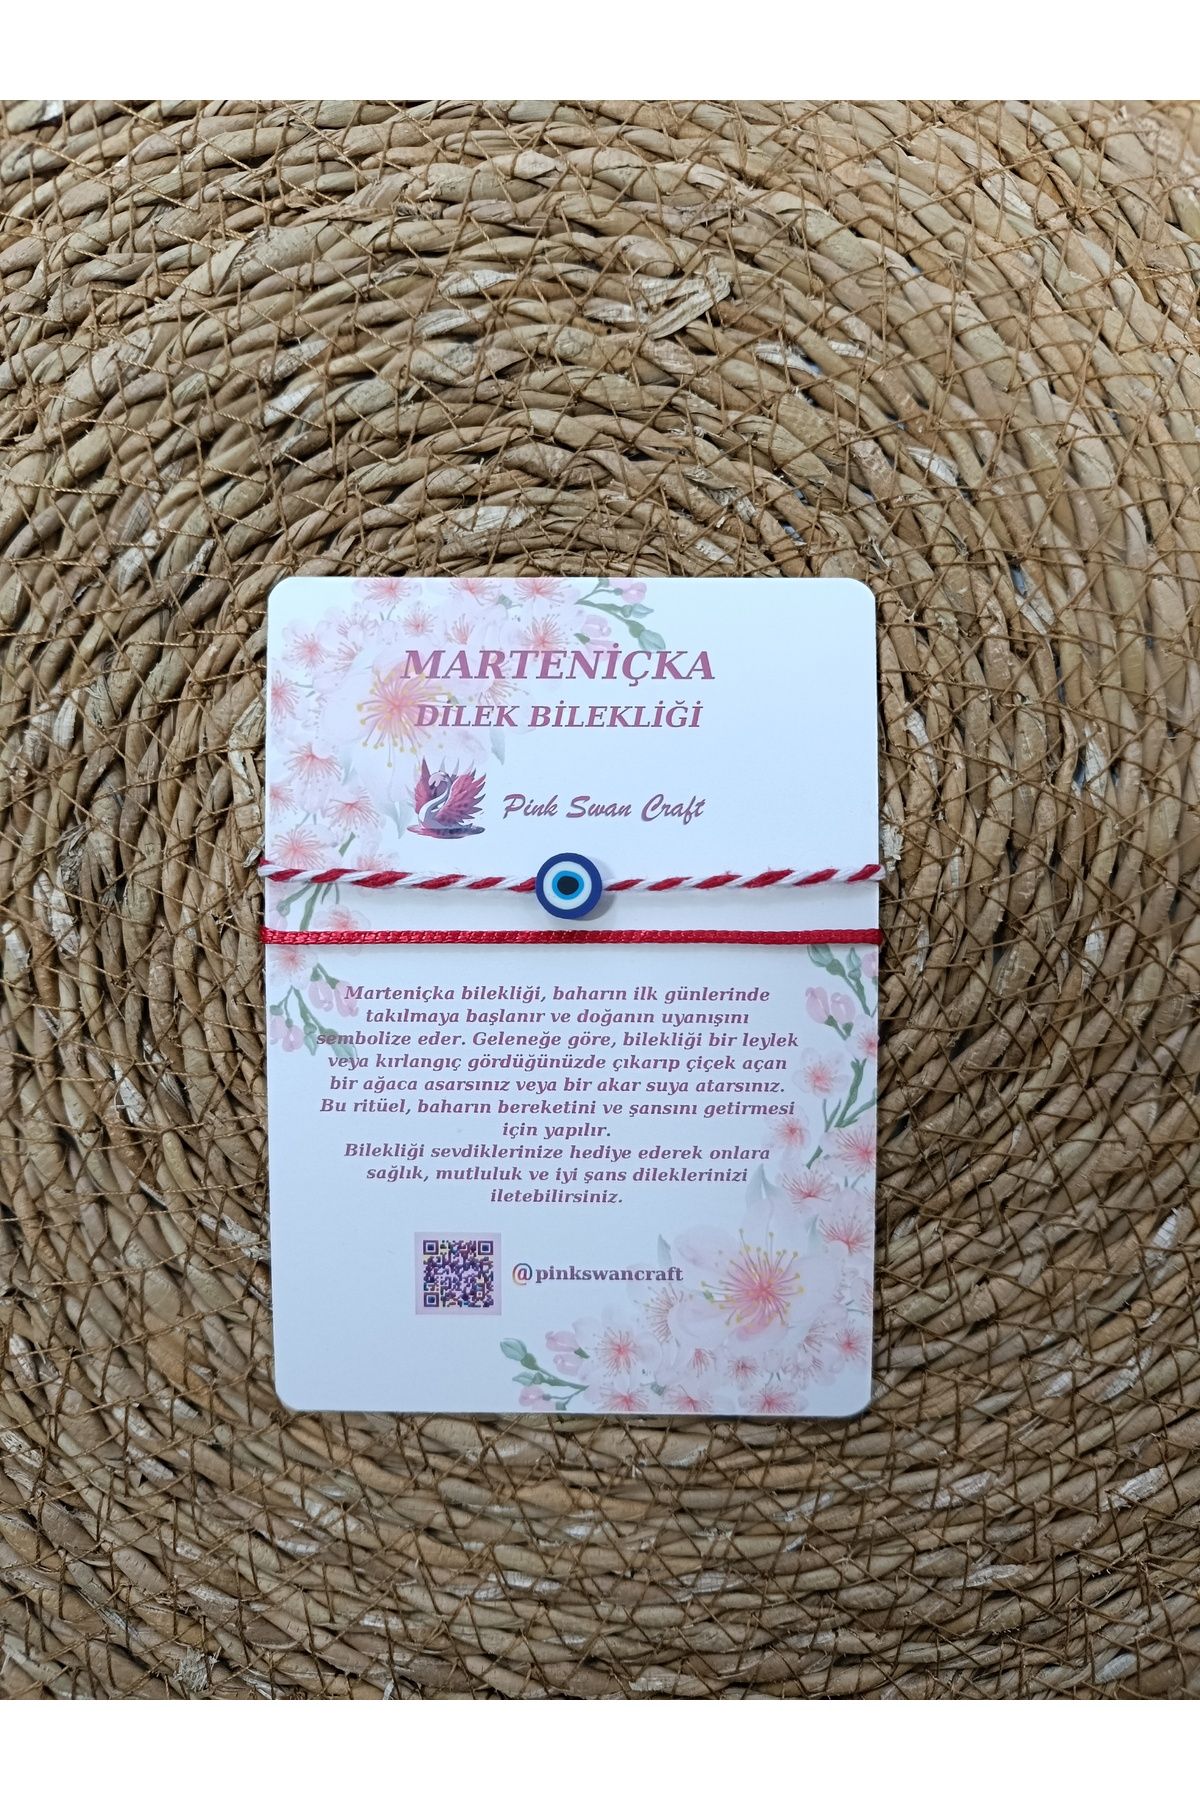 MARTENİÇKA
DİLEK BİLEKLİĞİ
Pink Swan Craft
Marteniçka bilekliği, baharın ilk günlerinde
takılmaya başlanır ve doğanın uyanışını
sembolize eder. Geleneğe göre, bilekliği bir leylek
veya kırlangıç gördüğünüzde çıkarıp çiçek açan
bir ağaca asarsınız veya bir akar suya atarsınız.
Bu ritüel, baharın bereketini ve şansını getirmesi
için yapılır.
Bilekliği sevdiklerinize hediye ederek onlara
sağlık, mutluluk ve iyi şans dileklerinizi
iletebilirsiniz.
@pinkswancraft